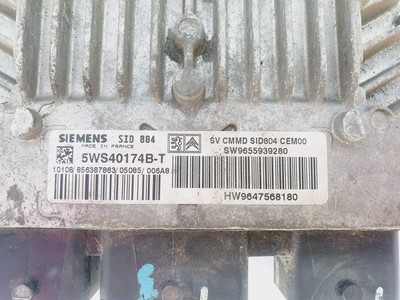 SIEMENS SID 804
MADE IN FRANCE
5WS40174B-T
1010B/856387863/05085/006AB
SV CMMD SID804 CEM00
SW9655939280
HW9647568180